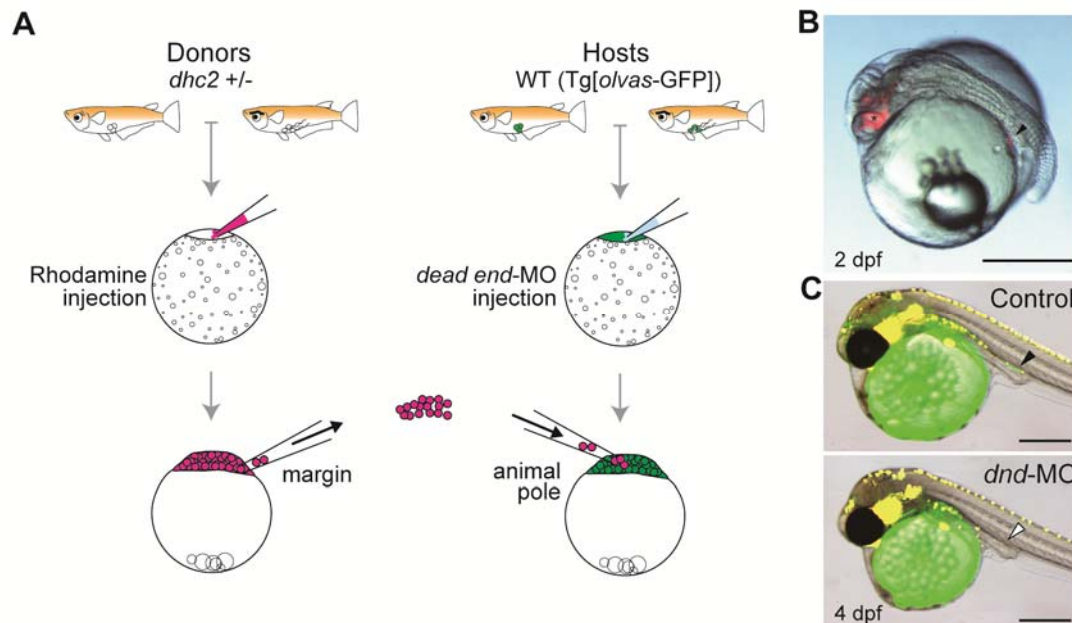 A
Donors
dhc2 +/-
Hosts
WT (Tg[olvas-GFP])
Rhodamine
injection
dead end-MO
injection
margin
animal
pole
B
2 dpf
C
Control
dnd-MO
4 dpf